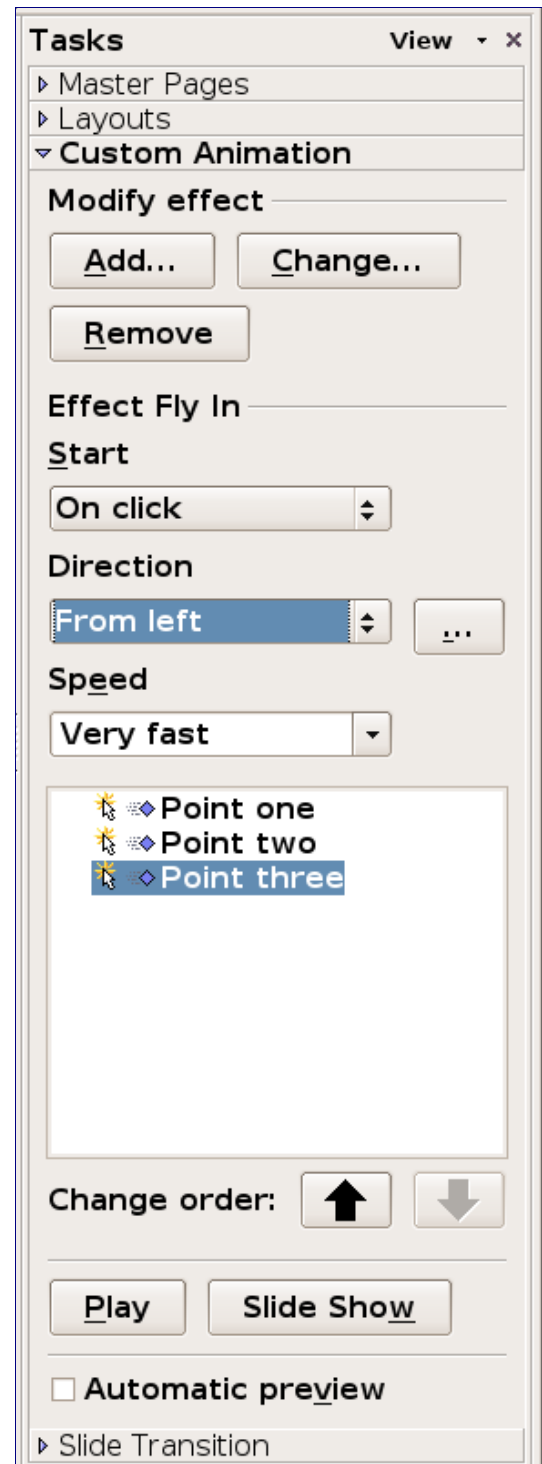 Tasks View
Master Pages
Layouts
Custom Animation
Modify effect
Add... Change...
Remove
Effect Fly In
Start
On click
Direction
From left ...
Speed
Very fast
Point one
Point two
Point three
Change order:
Play Slide Show
Automatic preview
Slide Transition